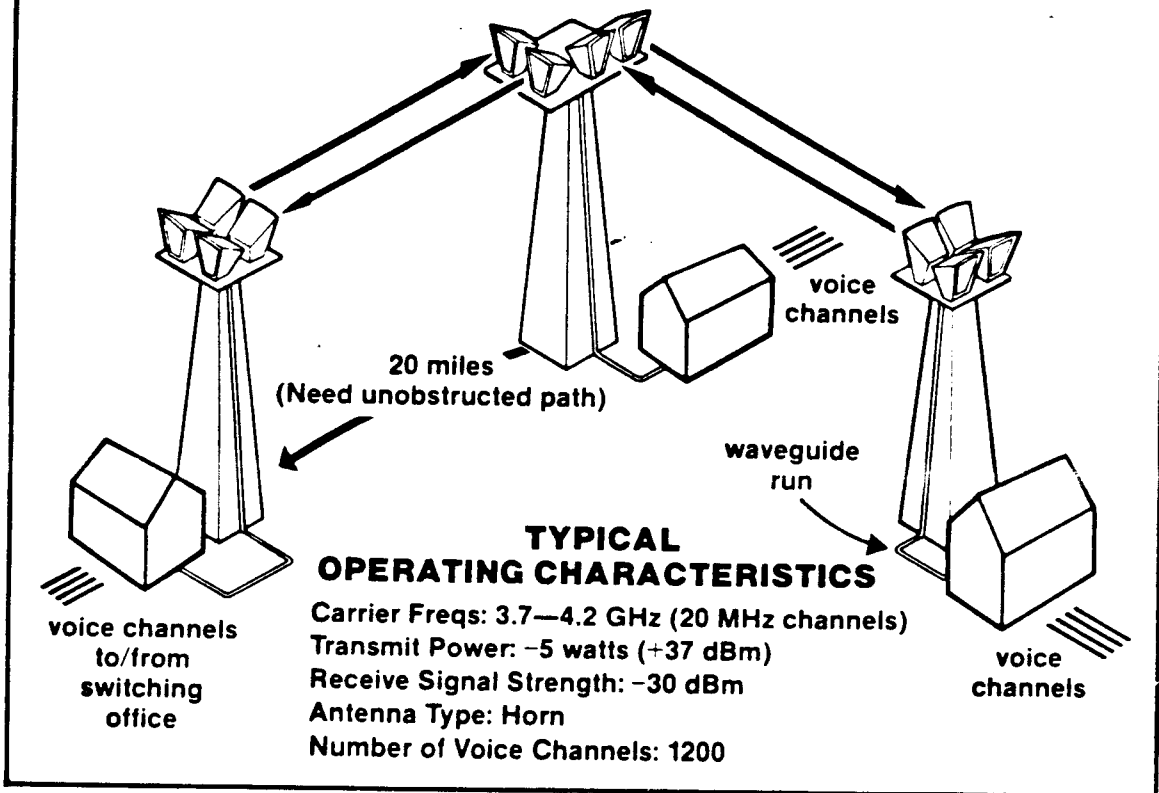 voice
channels
20 miles
(Need unobstructed path)
waveguide
run
TYPICAL
OPERATING CHARACTERISTICS
Carrier Freqs: 3.7—4.2 GHz (20 MHz channels)
Transmit Power: -5 watts (+37 dBm)
Receive Signal Strength: -30 dBm
Antenna Type: Horn
Number of Voice Channels: 1200
voice channels
to/from
switching
office
voice
channels